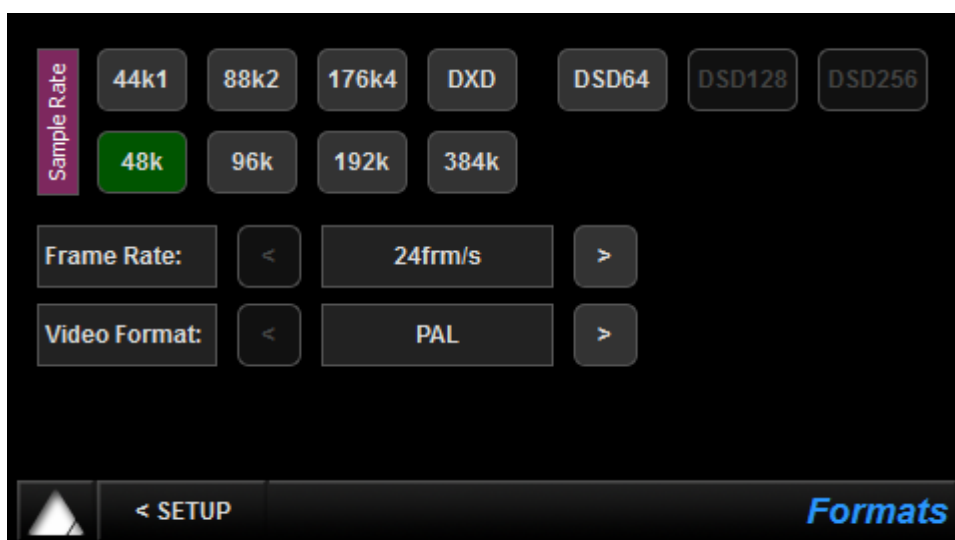 Sample Rate
44k1 88k2 176k4 DXD DSD64 DSD128 DSD256
48k 96k 192k 384k
Frame Rate: < 24frm/s >
Video Format: < PAL >
< SETUP Formats